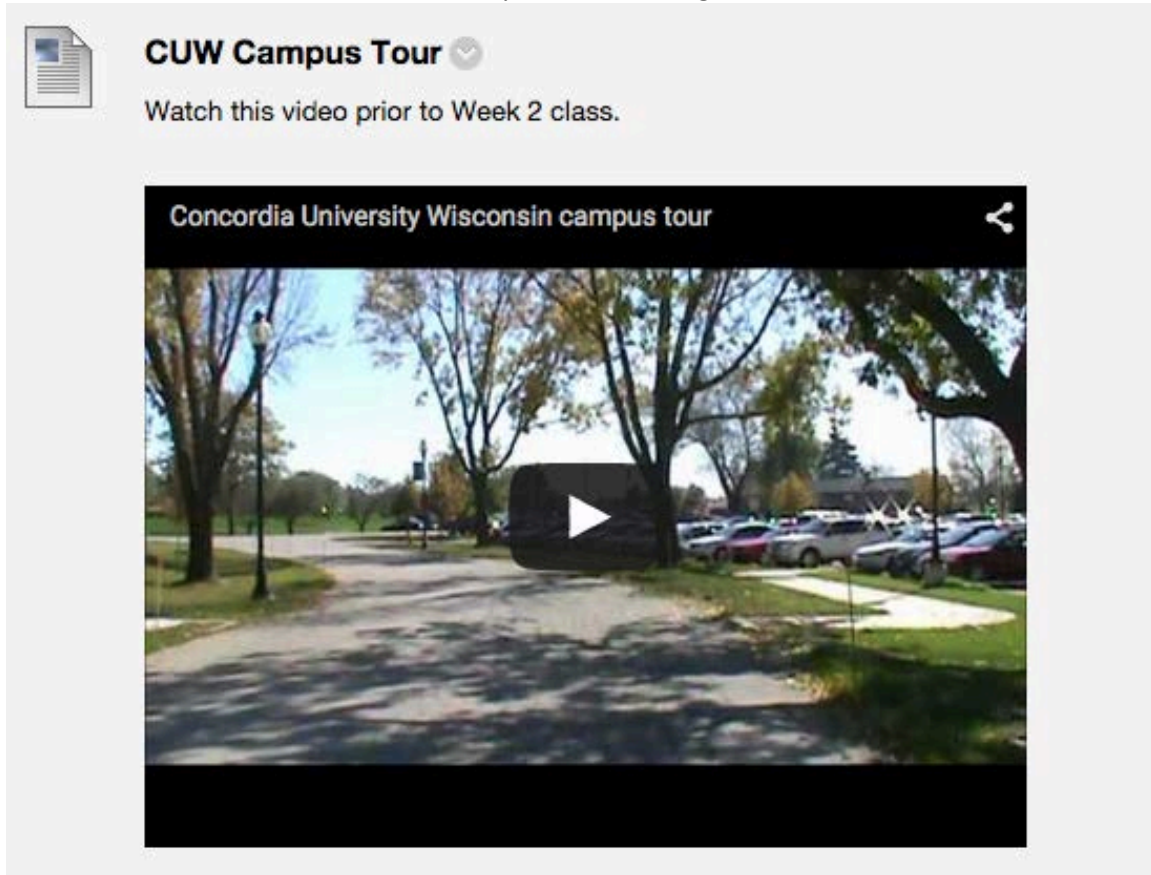 CUW Campus Tour
Watch this video prior to Week 2 class.
Concordia University Wisconsin campus tour